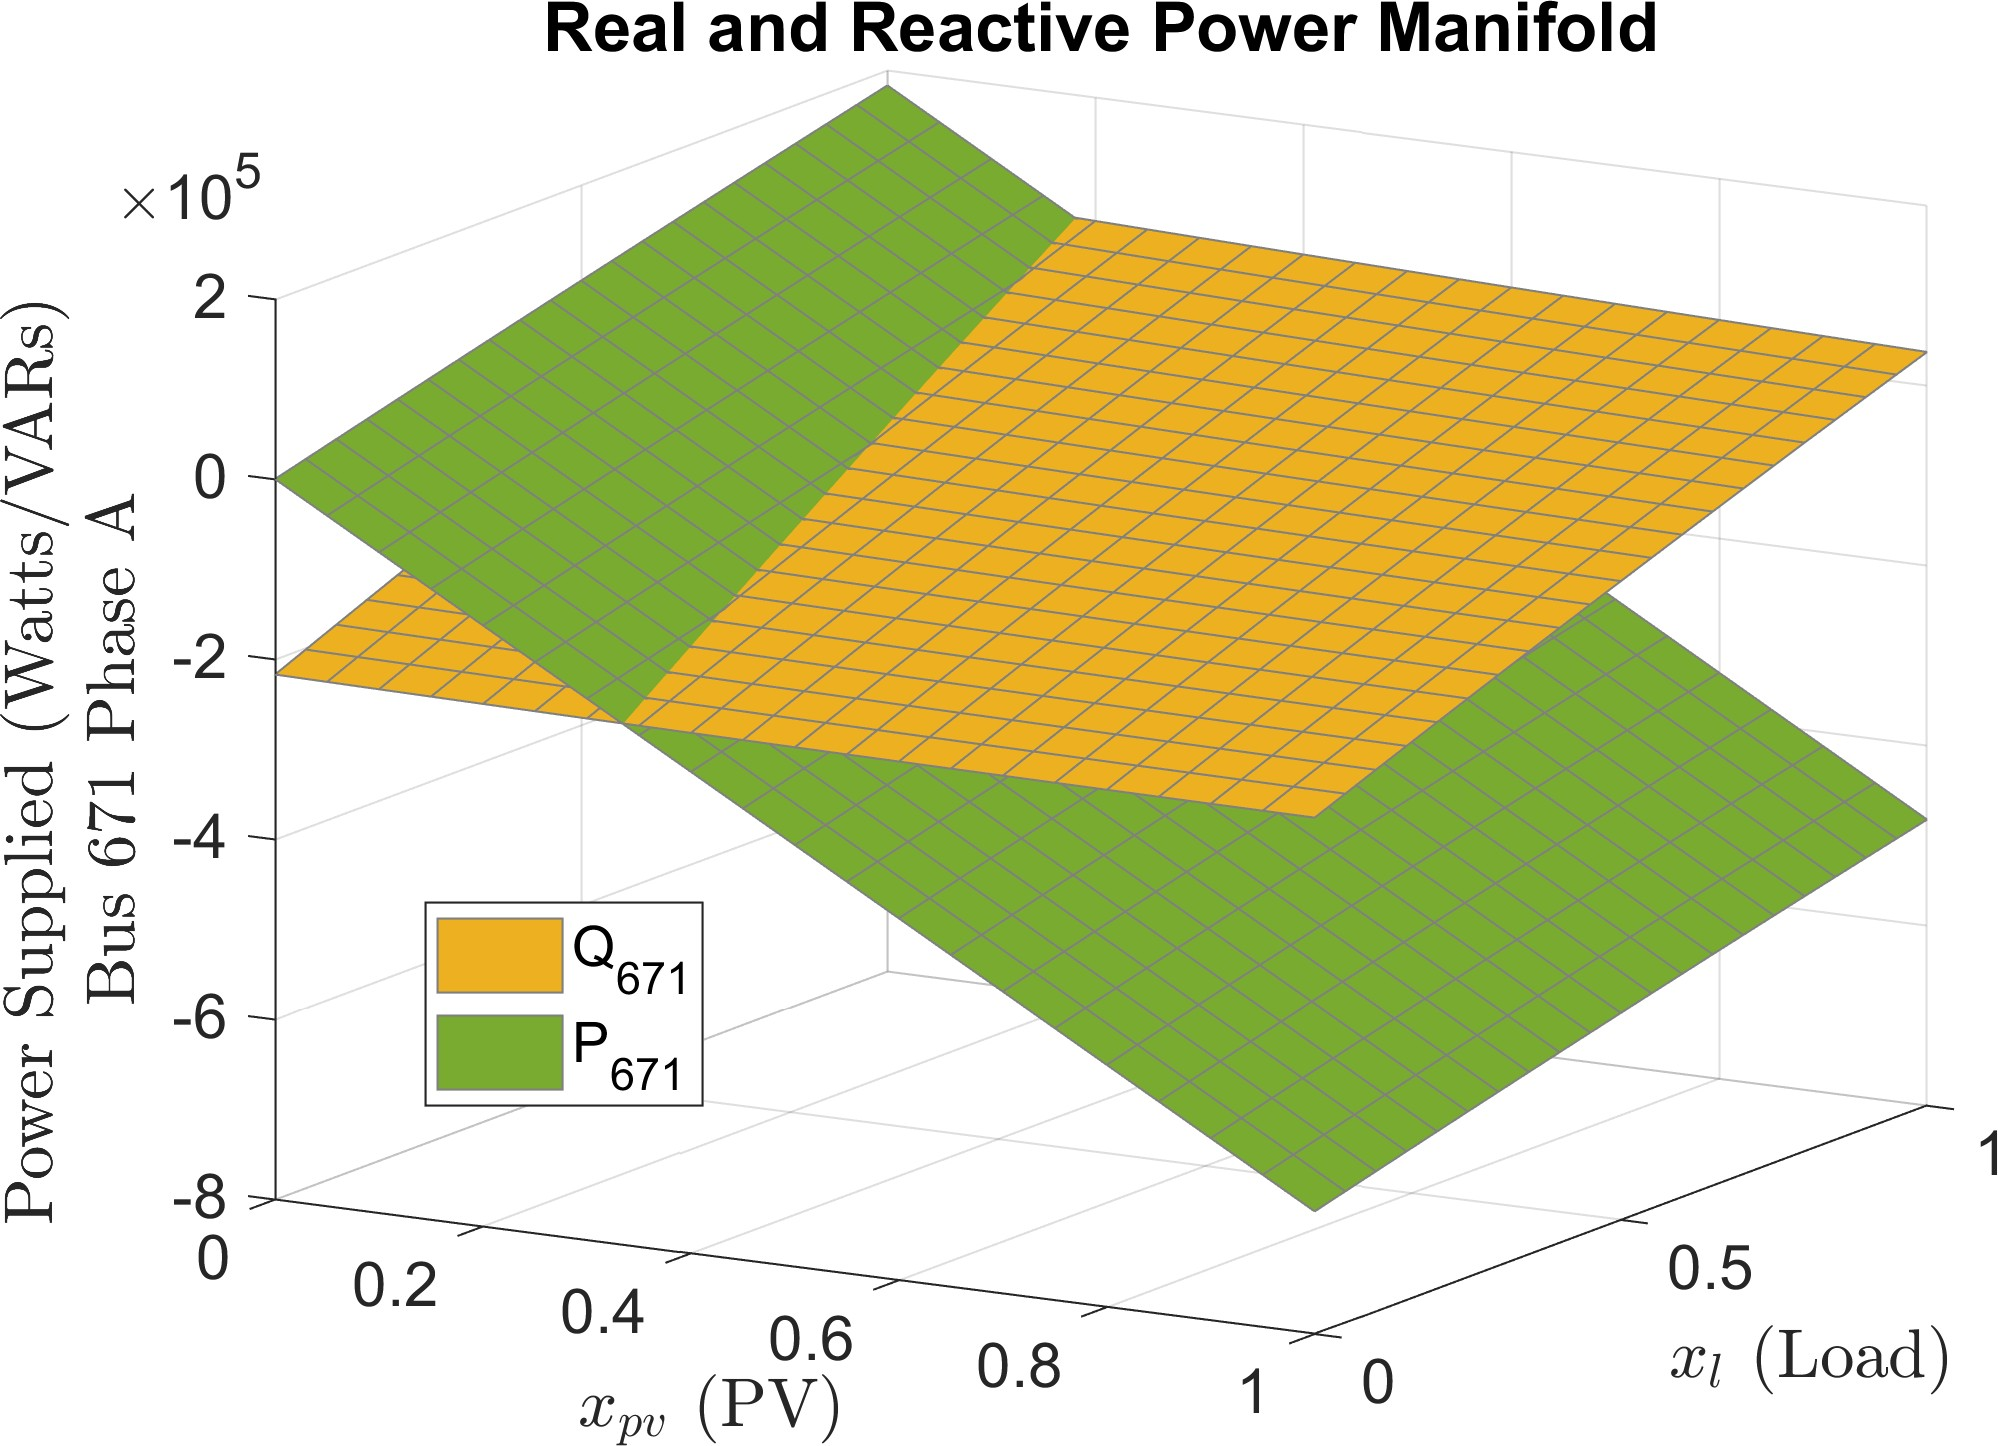 Real and Reactive Power Manifold
×10^5
2
0
-2
-4
-6
-8
Power Supplied (Watts/VARs)
Bus 671 Phase A
Q_671
P_671
0
0.2
0.4
0.6
0.8
1
x_pv (PV)
0
0.5
1
x_l (Load)